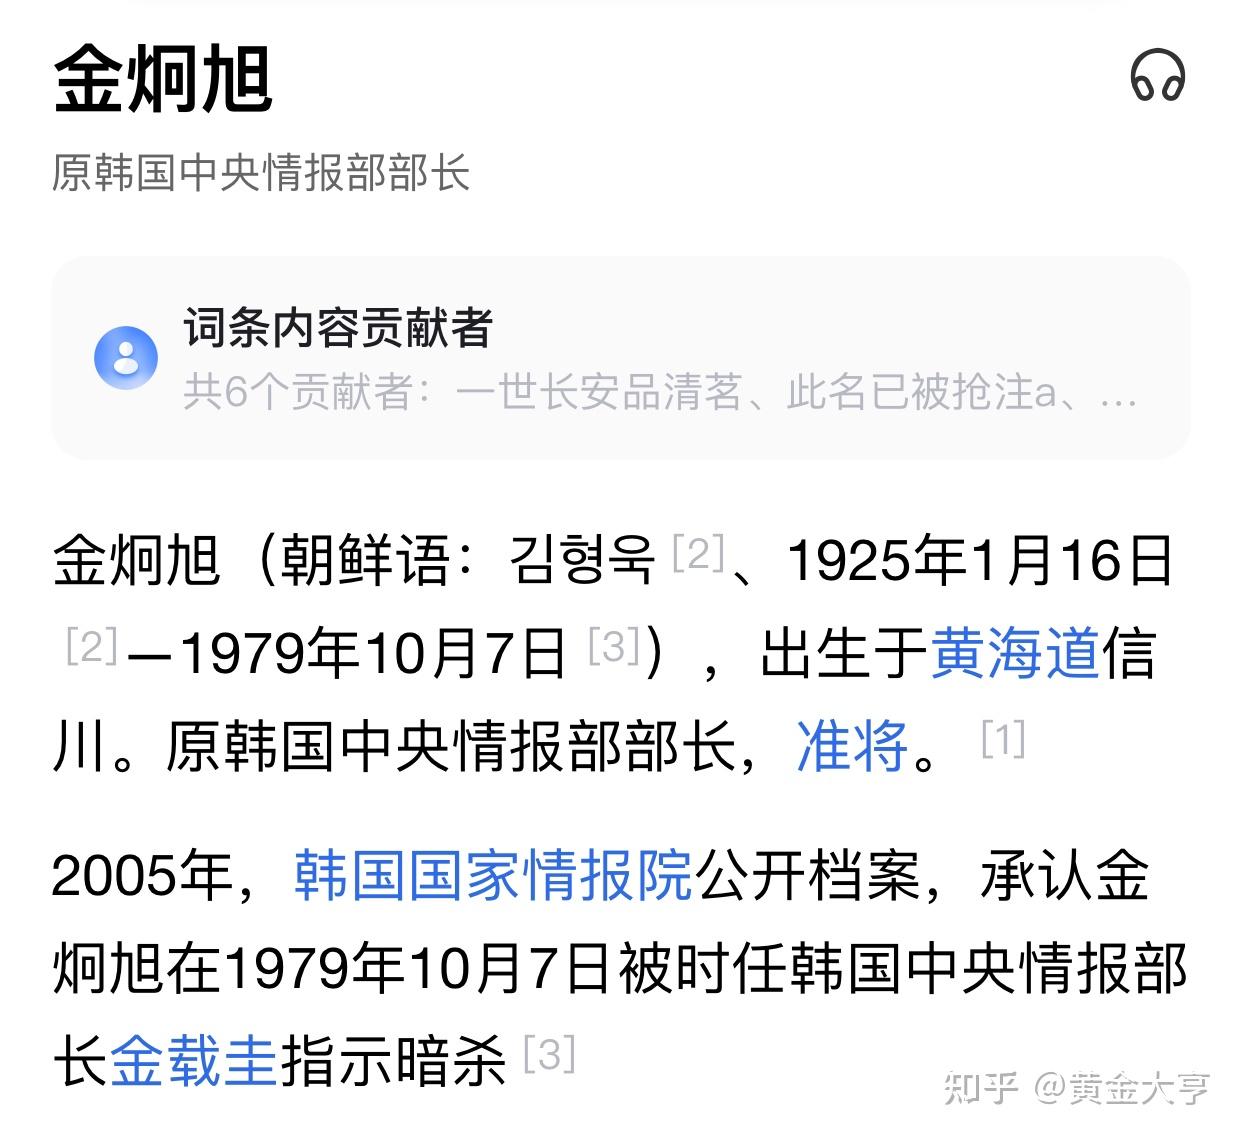 金炯旭
原韩国中央情报部部长
词条内容贡献者
共6个贡献者：一世长安品清茗、此名已被抢注a、...
金炯旭（朝鲜语：김형욱 [2]、1925年1月16日
[2]—1979年10月7日 [3]），出生于黄海道信
川。原韩国中央情报部部长，准将。 [1]
2005年，韩国国家情报院公开档案，承认金
炯旭在1979年10月7日被时任韩国中央情报部
长金载圭指示暗杀 [3]
知乎 @黄金大亨